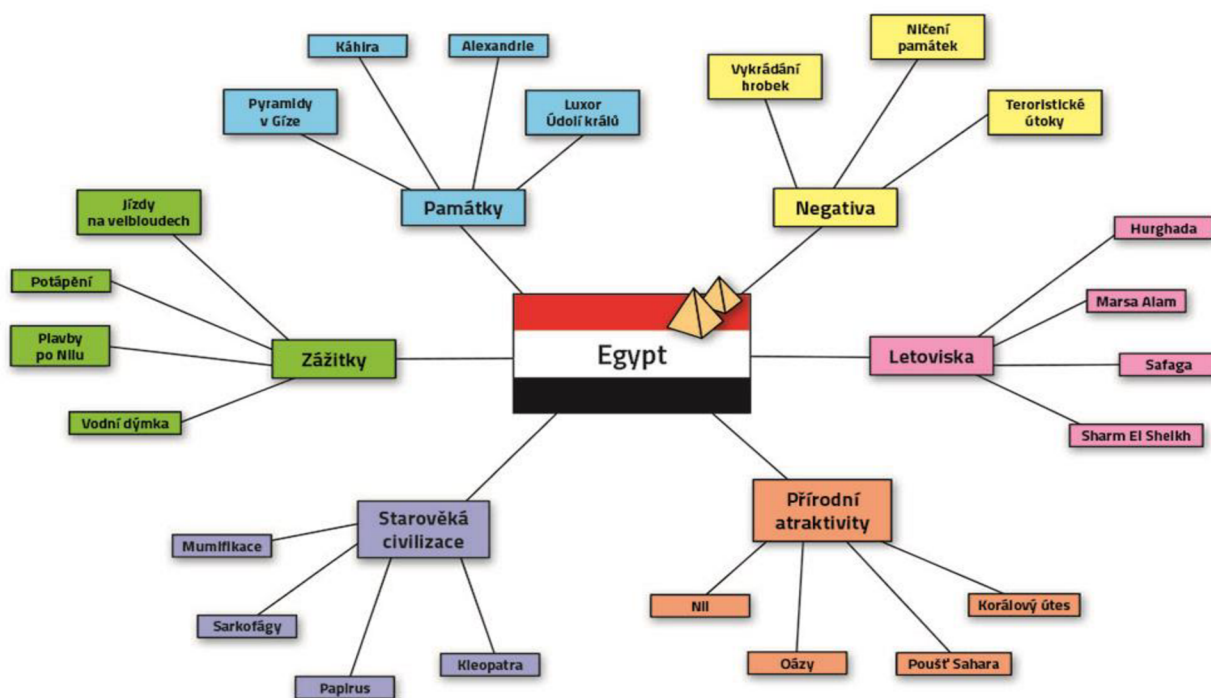 Káhira
Alexandrie
Pyramidy
v Gíze
Luxor
Údolí králů
Památky
Ničení
památek
Vykrádání
hrobek
Teroristické
útoky
Negativa
Jízdy
na velbloudech
Potápění
Plavby
po Nilu
Vodní dýmka
Zážitky
Egypt
Letoviska
Hurghada
Marsa Alam
Safaga
Sharm El Sheikh
Starověká
civilizace
Mumifikace
Sarkofágy
Papirus
Kleopatra
Přírodní
atraktivity
Nil
Oázy
Poušť Sahara
Korálový útes